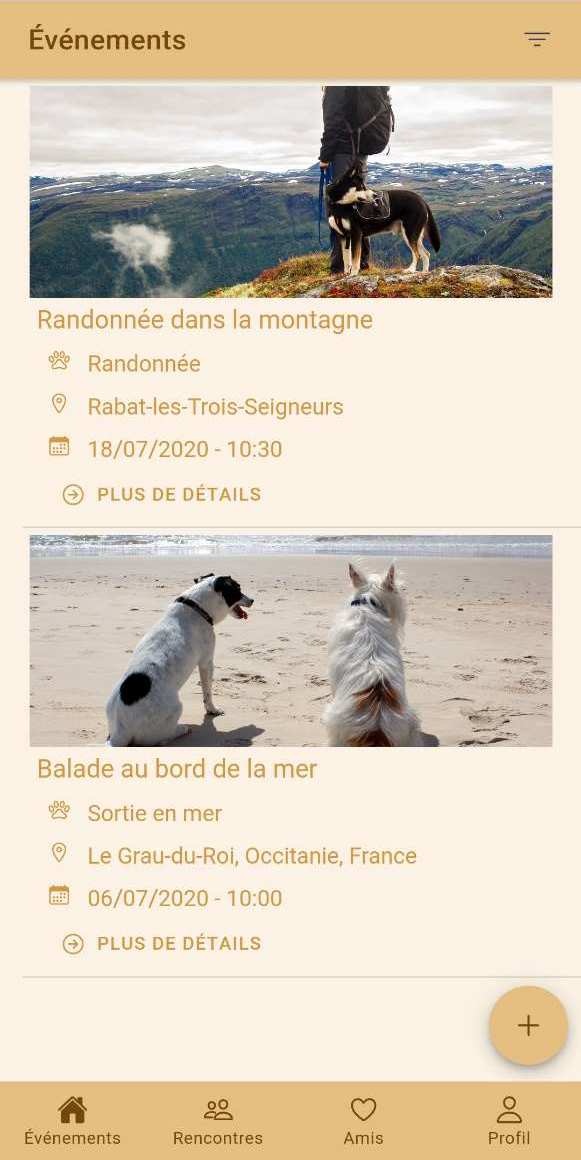 Événements
Randonnée dans la montagne
Randonnée
Rabat-les-Trois-Seigneurs
18/07/2020 - 10:30
PLUS DE DÉTAILS
Balade au bord de la mer
Sortie en mer
Le Grau-du-Roi, Occitanie, France
06/07/2020 - 10:00
PLUS DE DÉTAILS
Événements Rencontres Amis Profil